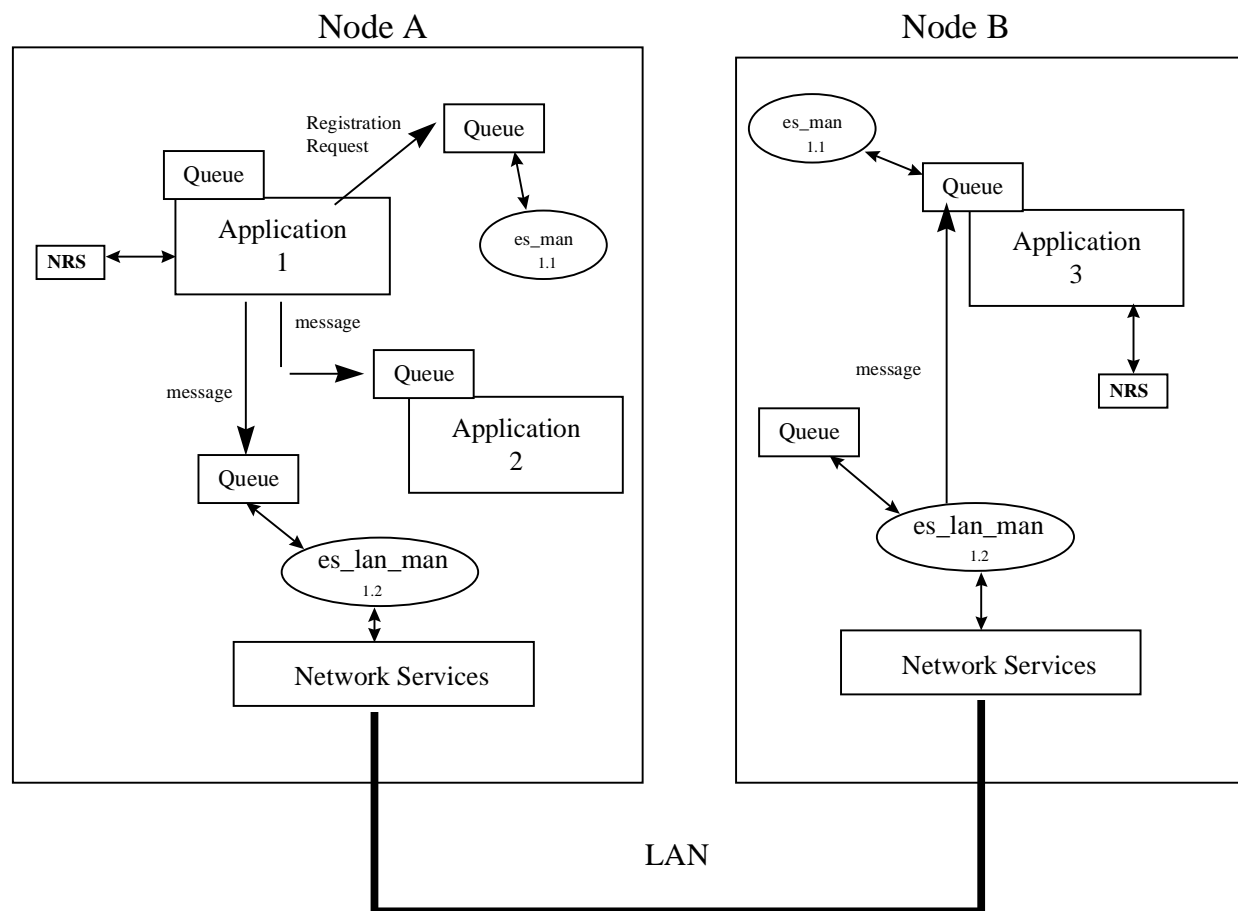 Node A
Node B
Registration
Request
Queue
es_man
1.1
Queue
Application
1
NRS
es_man
1.1
Queue
Application
3
message
message
Queue
Application
2
message
NRS
Queue
Queue
es_lan_man
1.2
es_lan_man
1.2
Network Services
Network Services
LAN